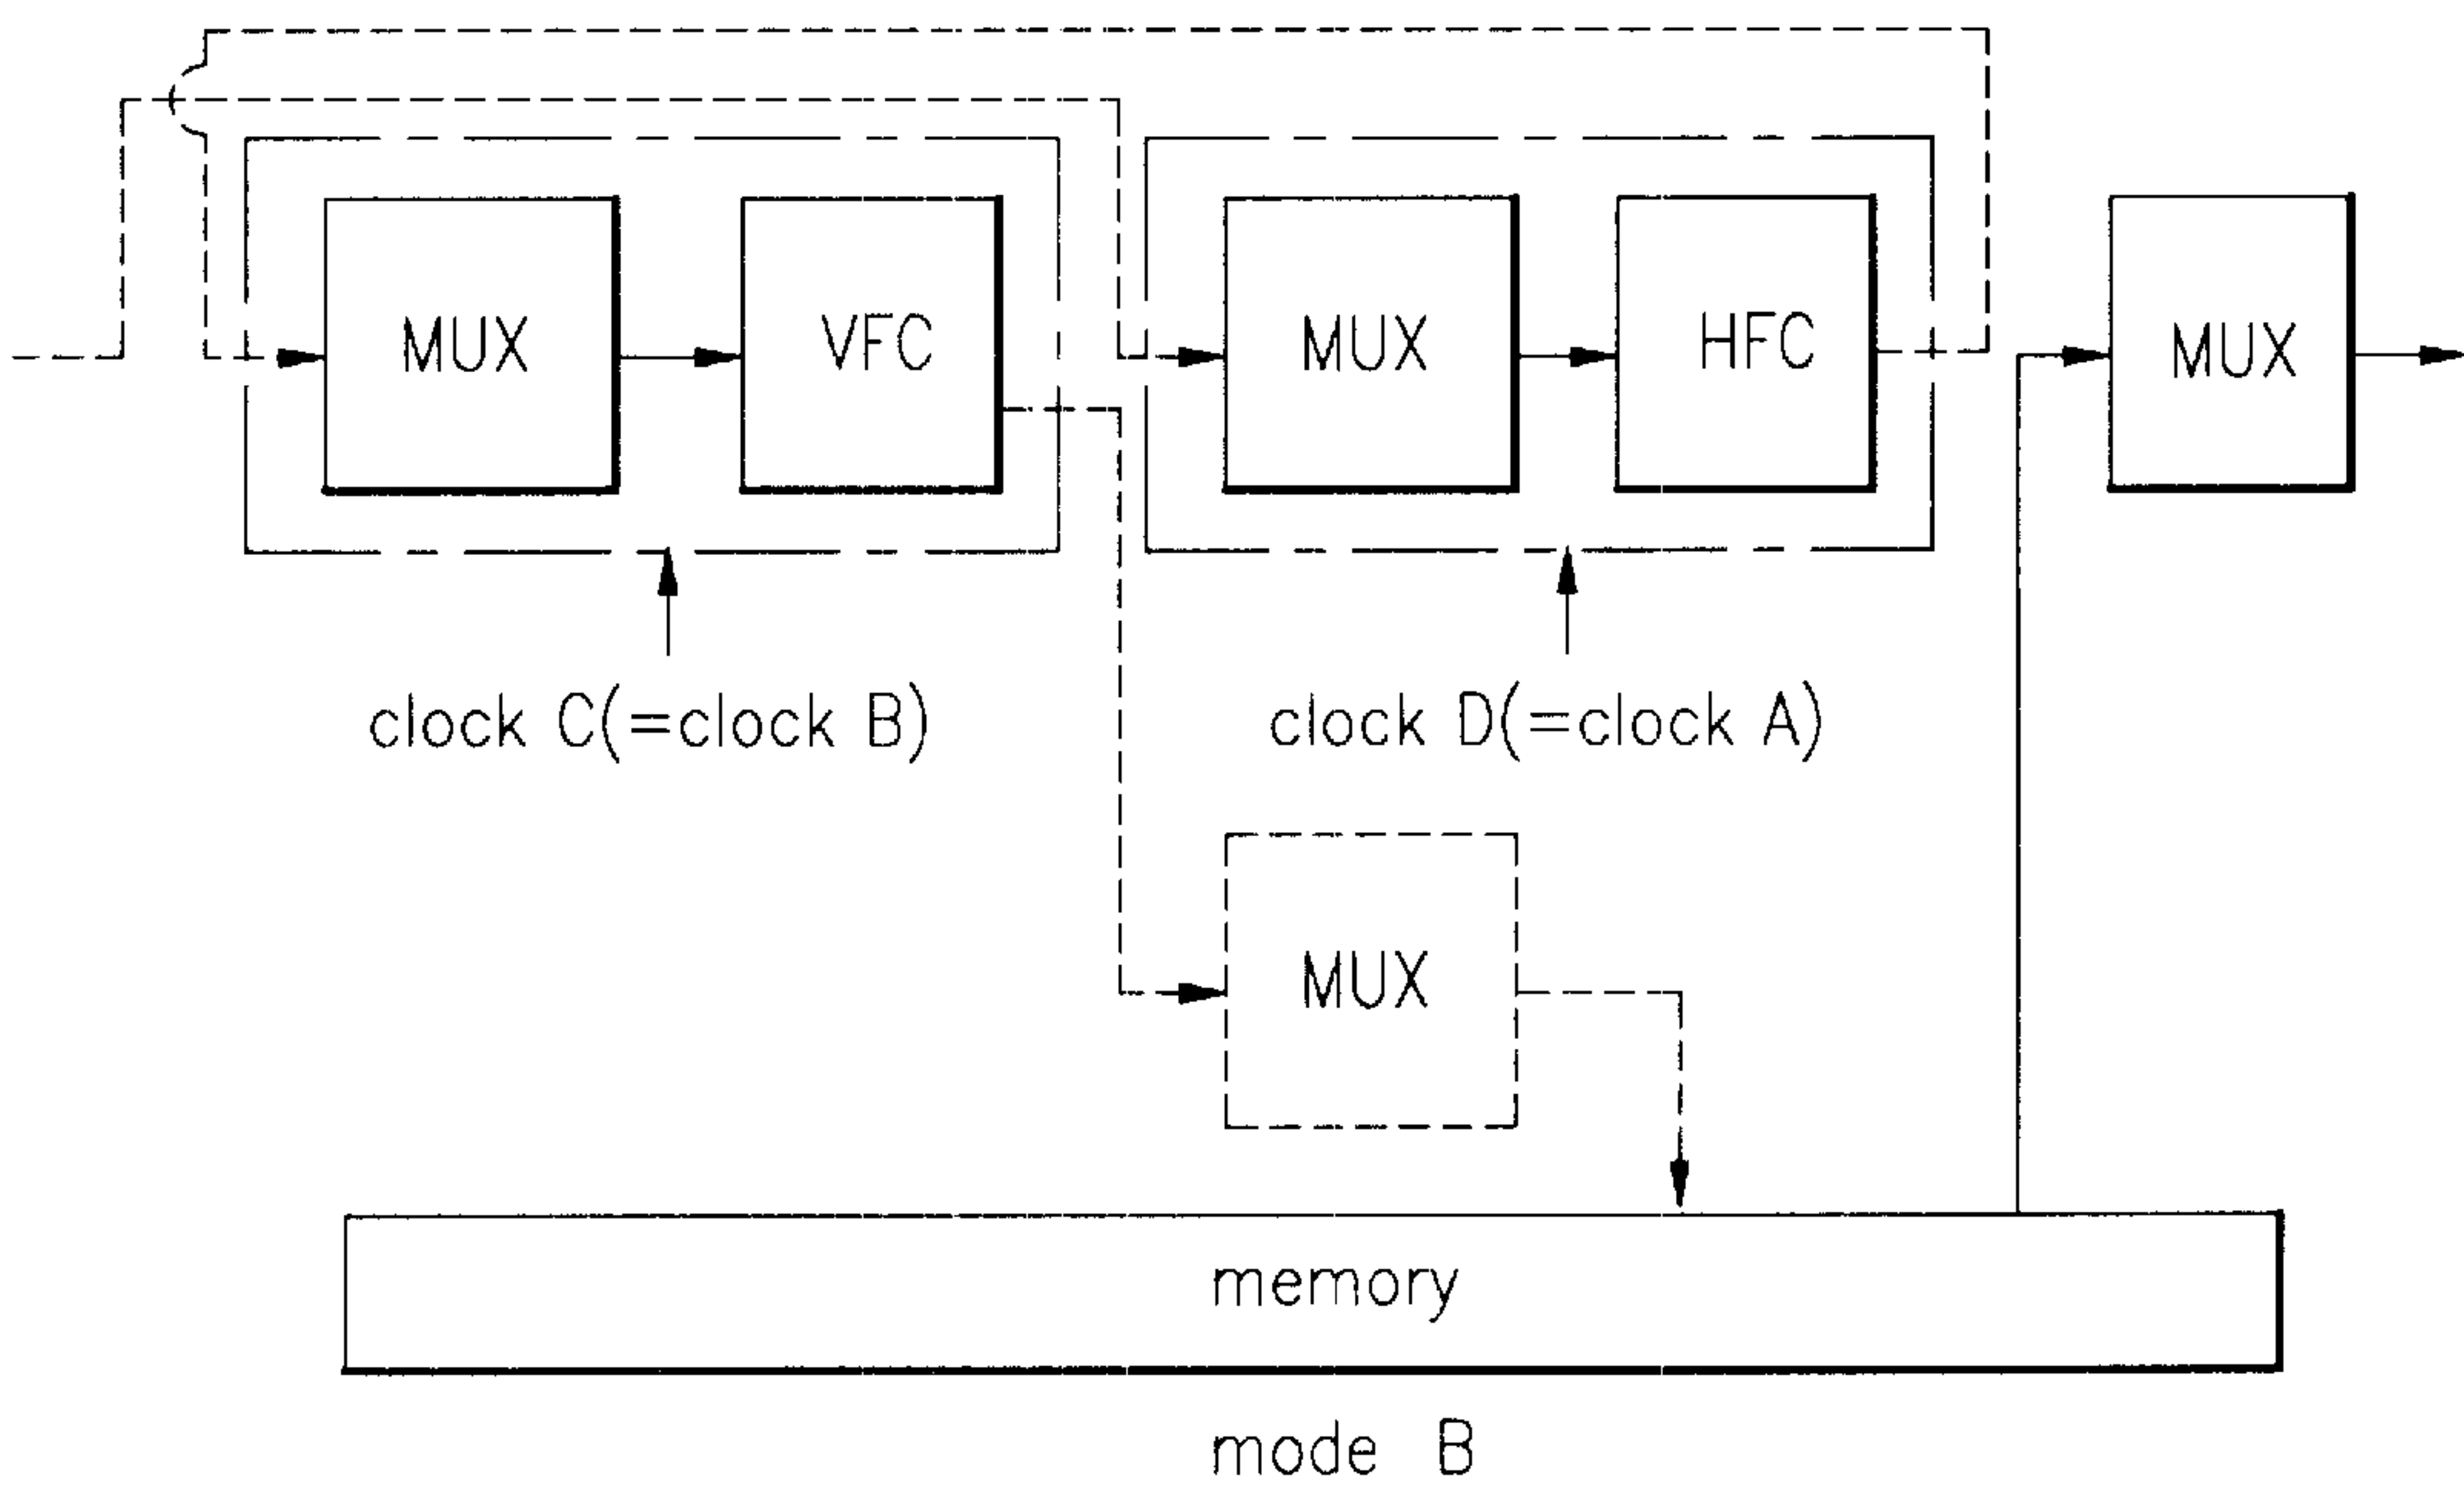 MUX
VFC
MUX
HFC
MUX
clock C(=clock B)
clock D(=clock A)
MUX
memory
mode B